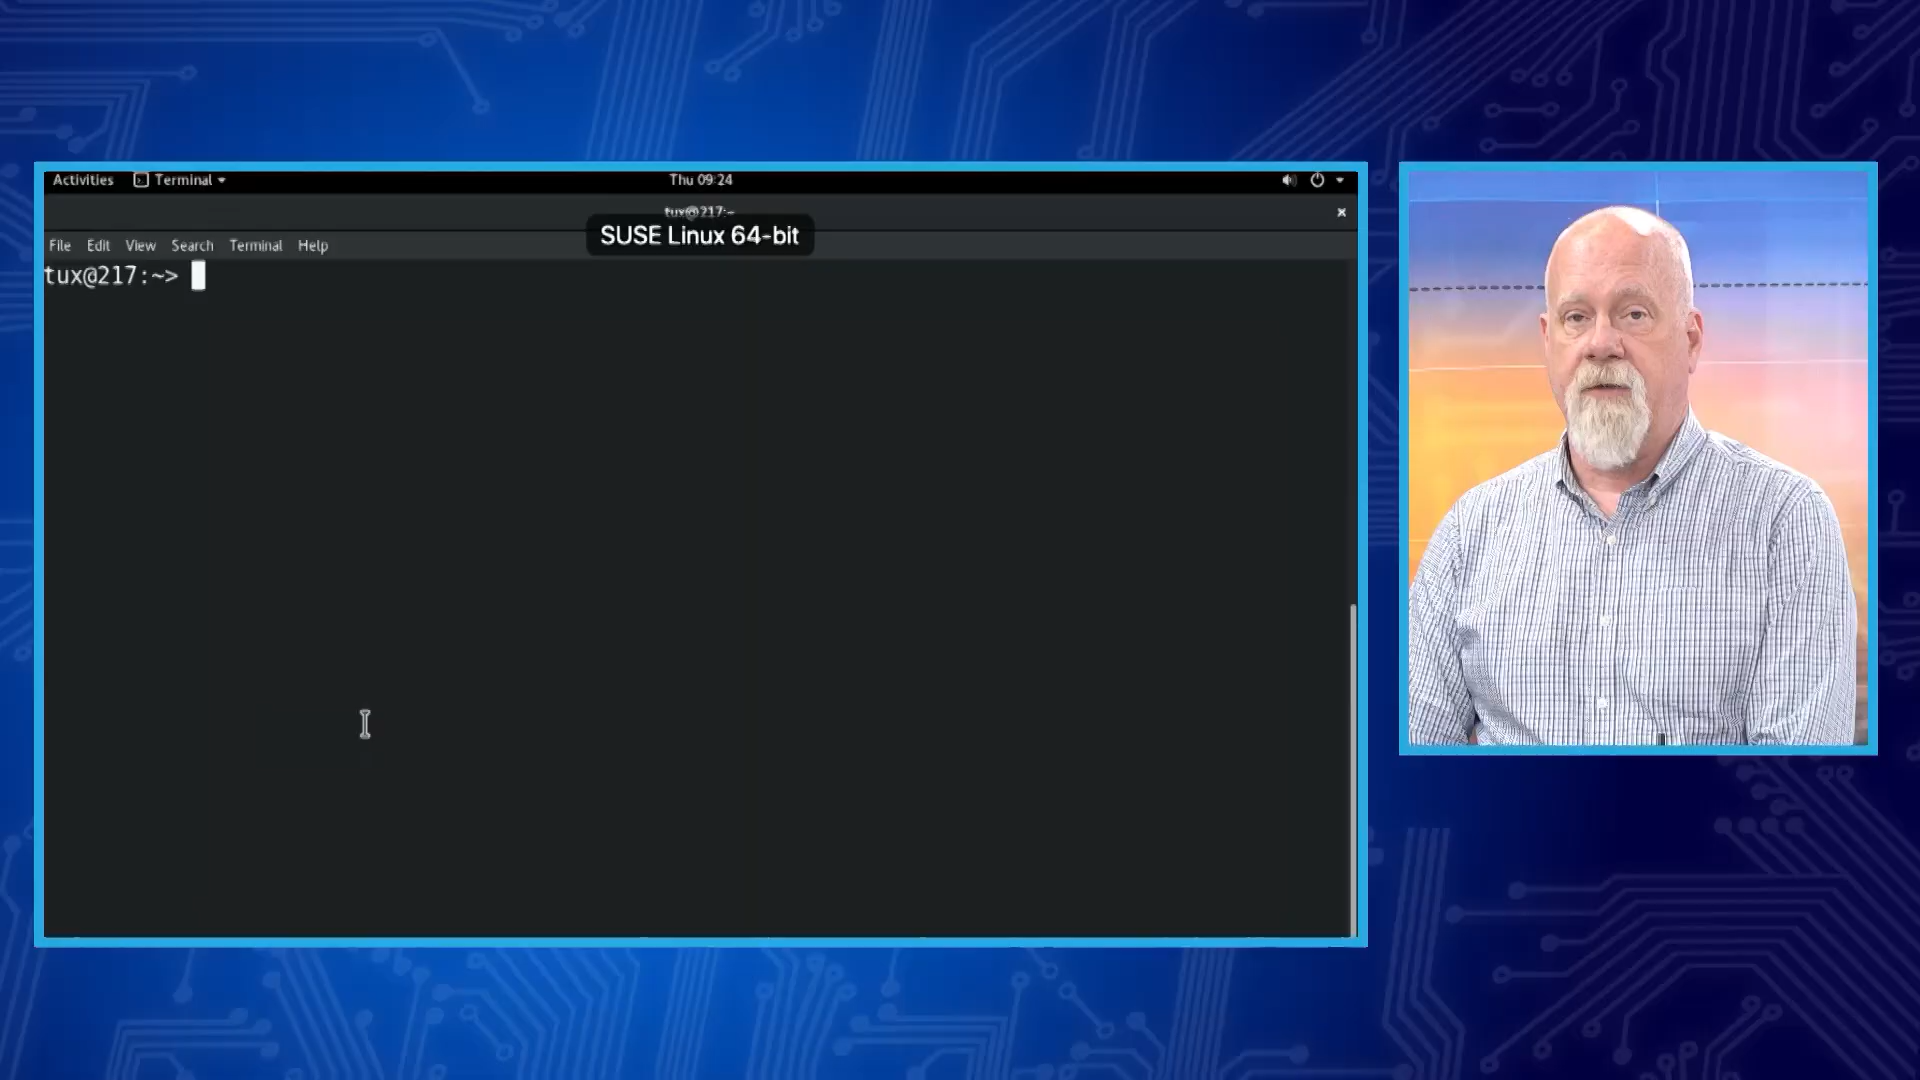 Activities Terminal Thu 09:24
tux@217:~
SUSE Linux 64-bit
File Edit View Search Terminal Help
tux@217:~>